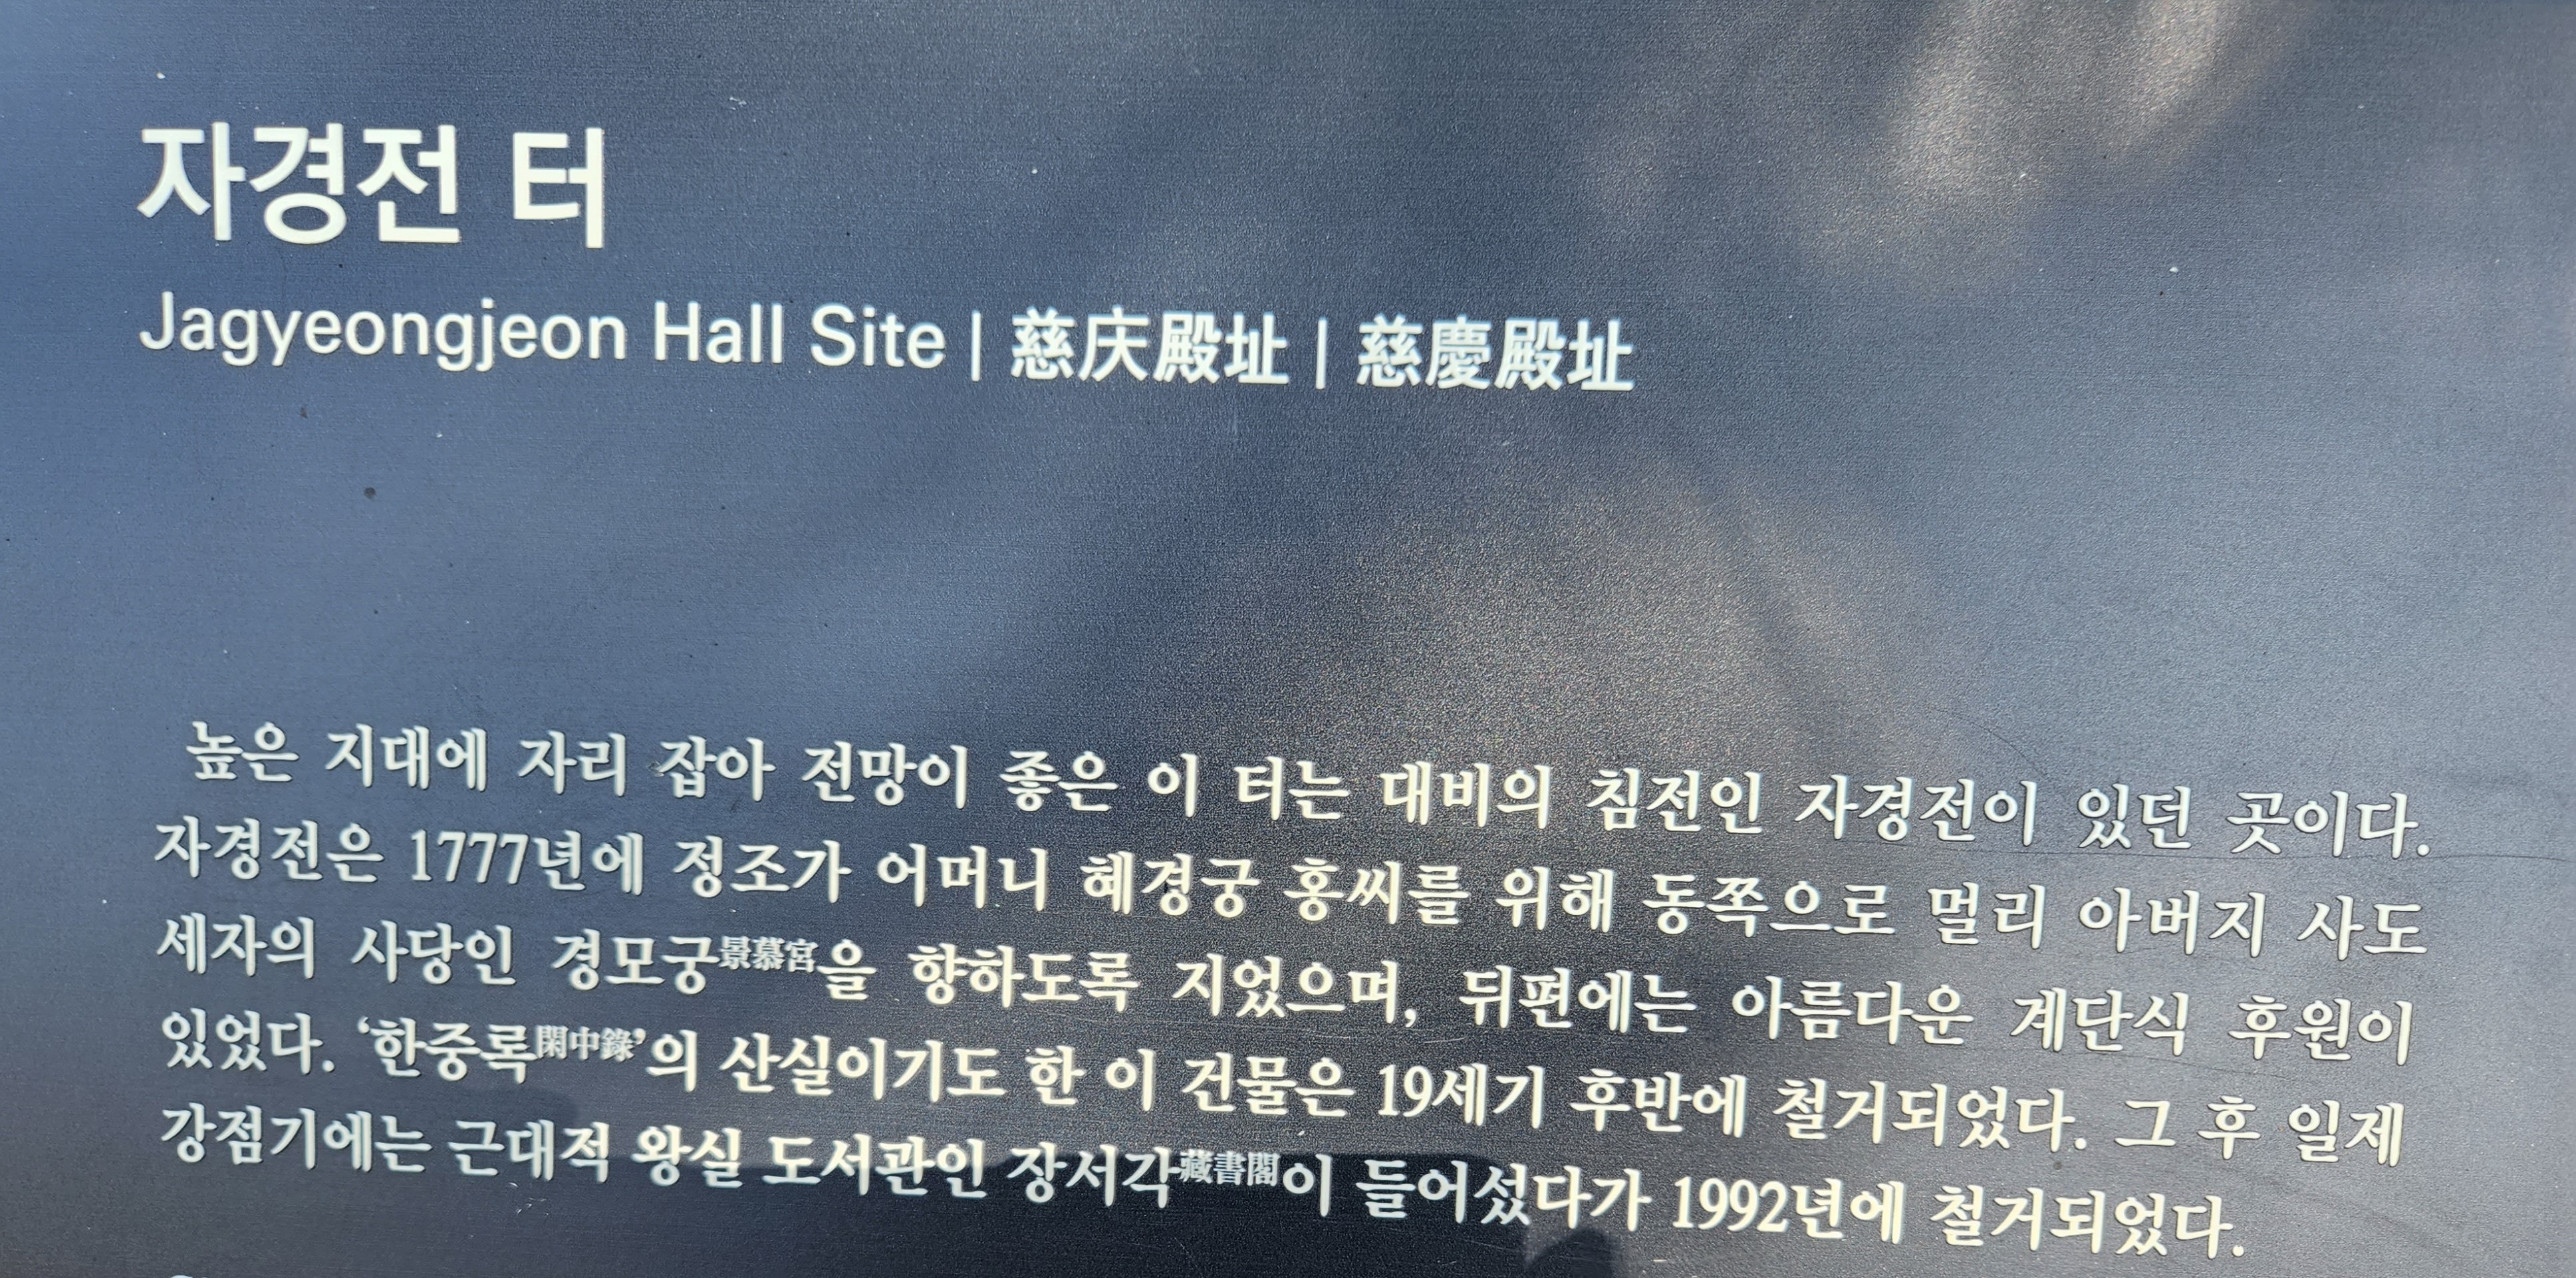 자경전 터
Jagyeongjeon Hall Site | 慈庆殿址 | 慈慶殿址
높은 지대에 자리 잡아 전망이 좋은 이 터는 대비의 침전인 자경전이 있던 곳이다.
자경전은 1777년에 정조가 어머니 혜경궁 홍씨를 위해 동쪽으로 멀리 아버지 사도
세자의 사당인 경모궁景慕宮을 향하도록 지었으며, 뒤편에는 아름다운 계단식 후원이
있었다. ‘한중록閑中錄’의 산실이기도 한 이 건물은 19세기 후반에 철거되었다. 그 후 일제
강점기에는 근대적 왕실 도서관인 장서각藏書閣이 들어섰다가 1992년에 철거되었다.